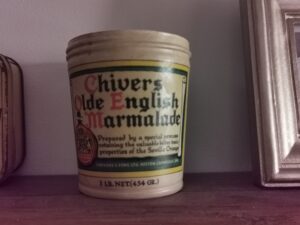 Chivers
Olde English
Marmalade
Prepared by a special process
retaining the valuable bitter tonic
properties of the Seville Orange
1 LB. NET (454 GR.)